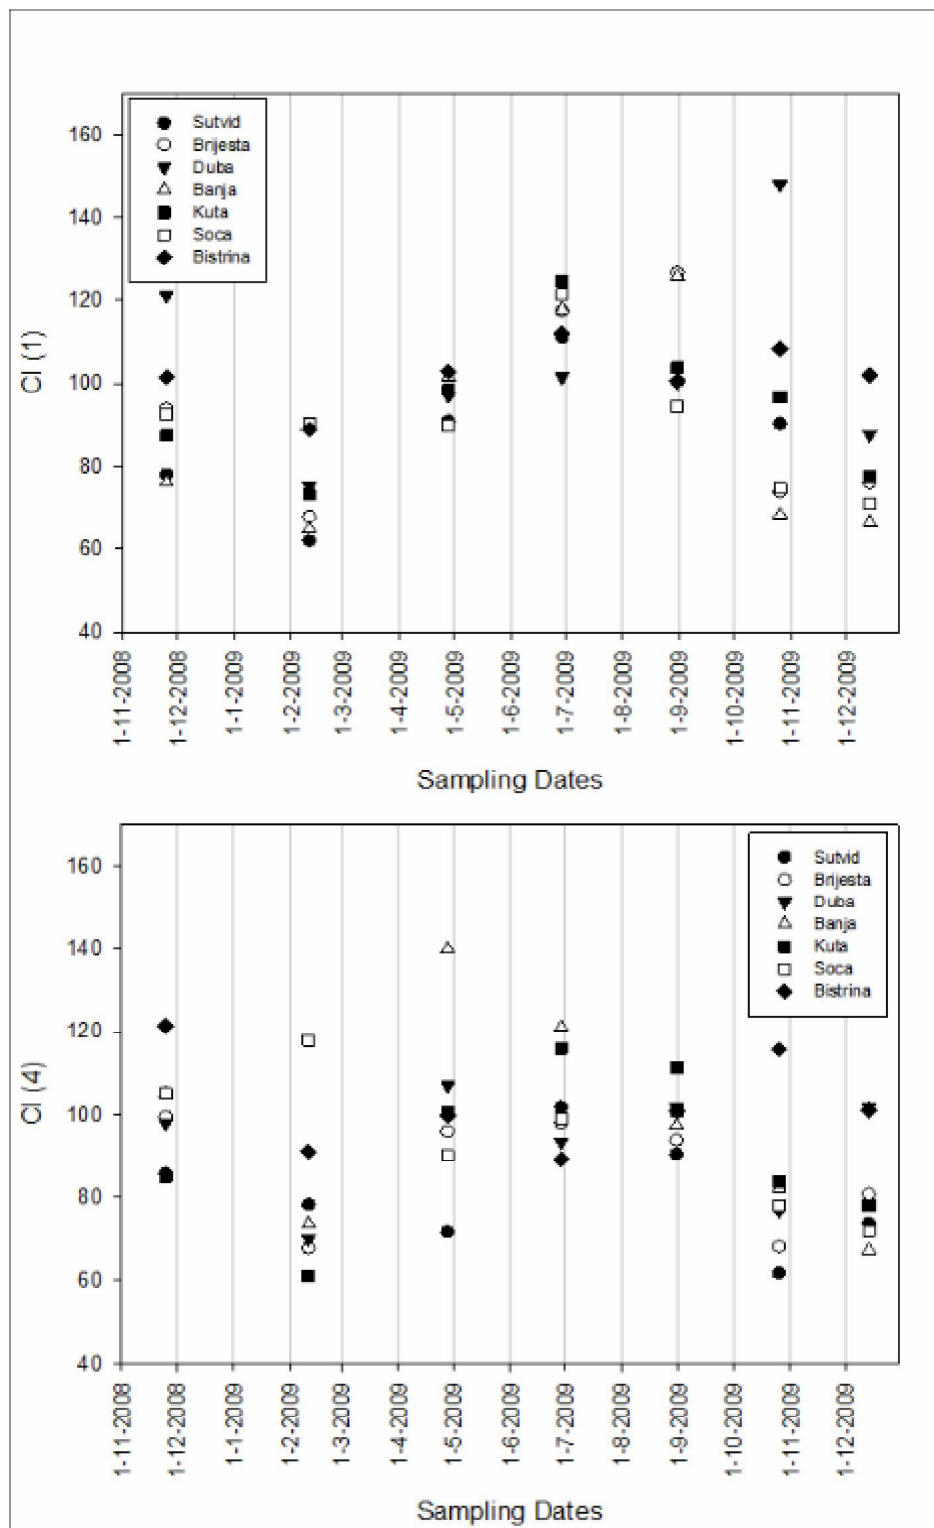 CI (1)
160
140
120
100
80
60
40
Sutvid
Brijesta
Duba
Banja
Kuta
Soca
Bistrina
1-11-2008
1-12-2008
1-1-2009
1-2-2009
1-3-2009
1-4-2009
1-5-2009
1-6-2009
1-7-2009
1-8-2009
1-9-2009
1-10-2009
1-11-2009
1-12-2009
Sampling Dates
CI (4)
160
140
120
100
80
60
40
Sutvid
Brijesta
Duba
Banja
Kuta
Soca
Bistrina
1-11-2008
1-12-2008
1-1-2009
1-2-2009
1-3-2009
1-4-2009
1-5-2009
1-6-2009
1-7-2009
1-8-2009
1-9-2009
1-10-2009
1-11-2009
1-12-2009
Sampling Dates